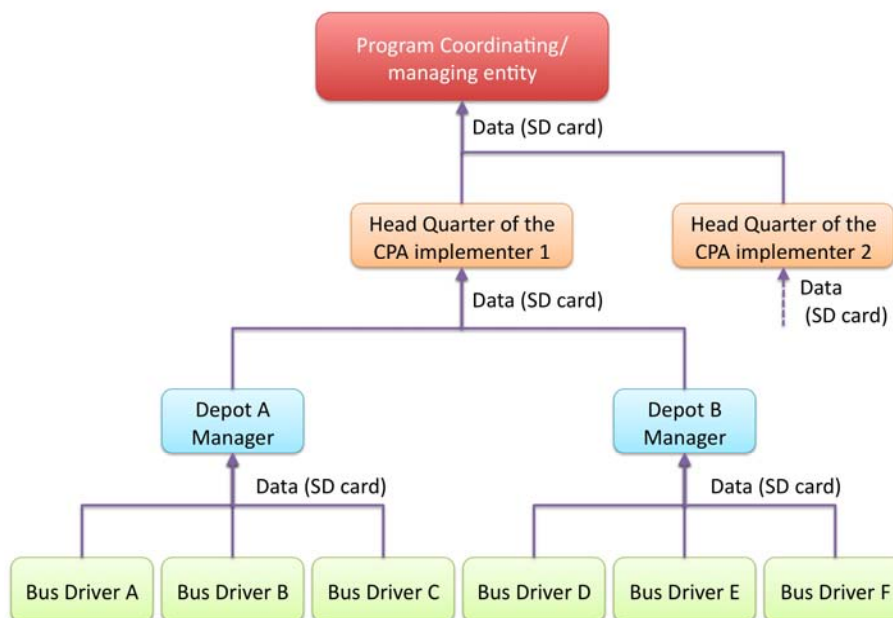 Program Coordinating/
managing entity
Data (SD card)
Head Quarter of the
CPA implementer 1
Head Quarter of the
CPA implementer 2
Data (SD card)
Data
(SD card)
Depot A
Manager
Depot B
Manager
Data (SD card)
Data (SD card)
Bus Driver A
Bus Driver B
Bus Driver C
Bus Driver D
Bus Driver E
Bus Driver F